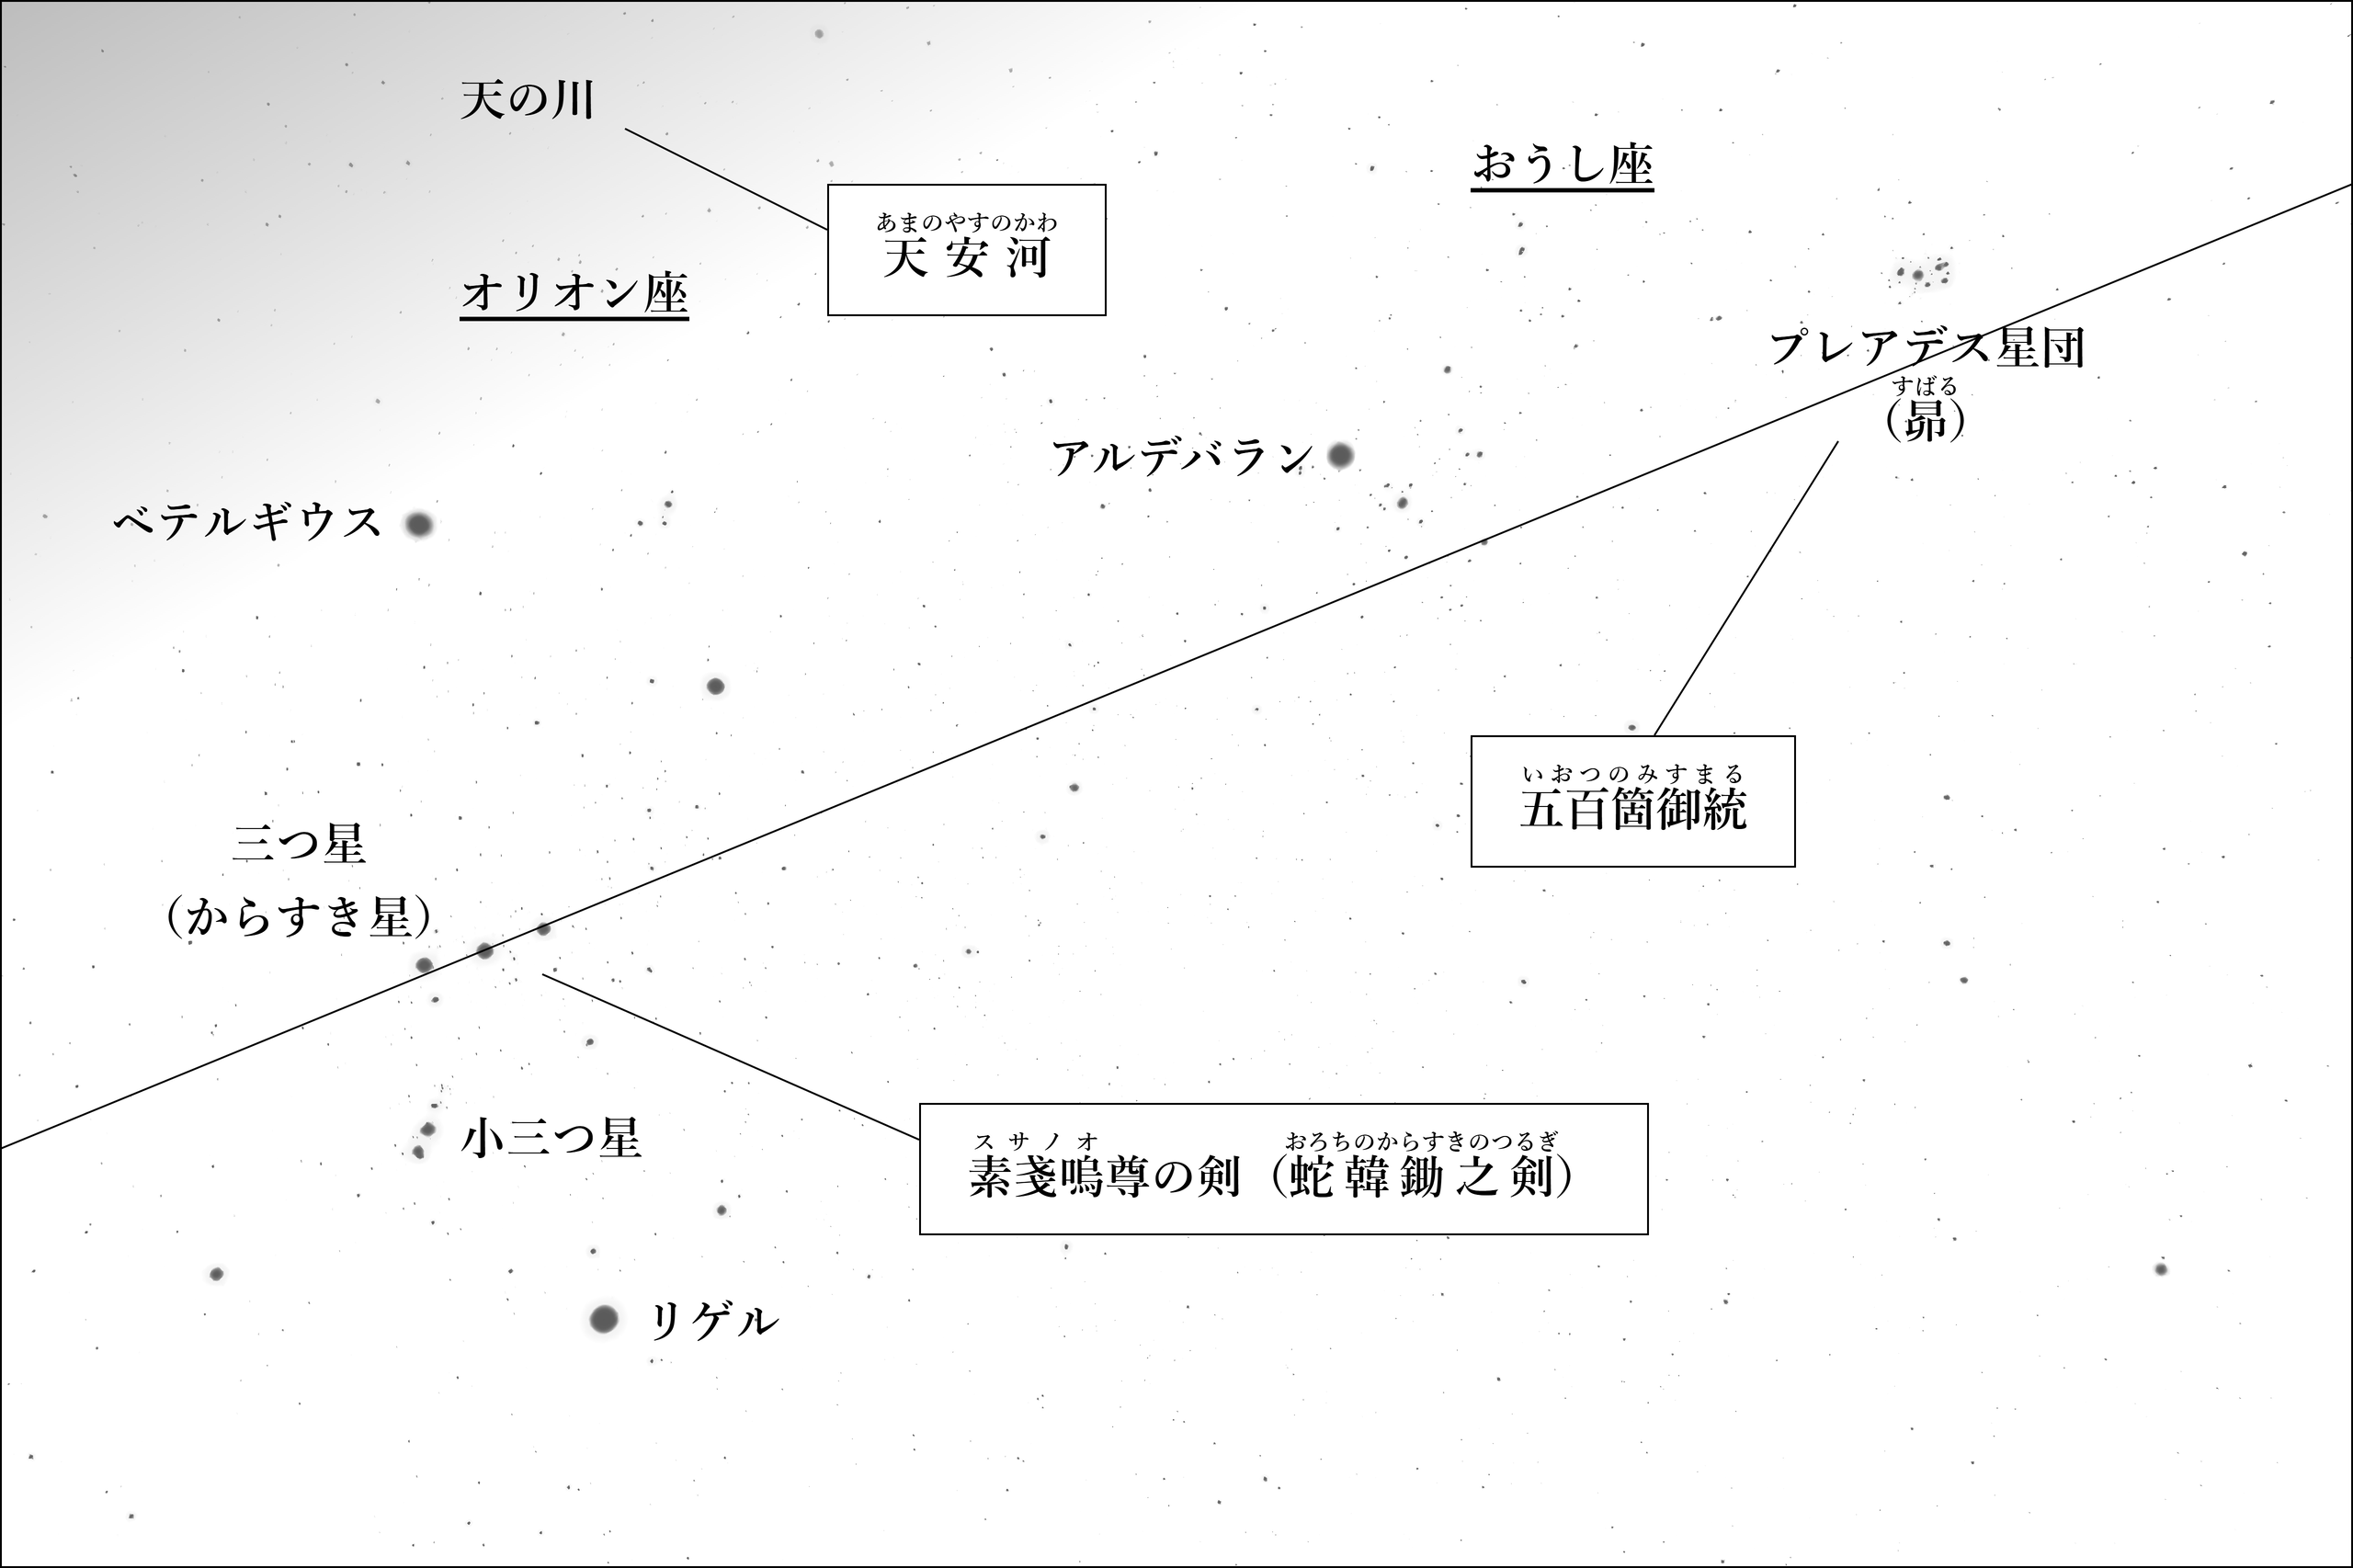 天の川
おうし座
あまのやすのかわ
天安河
オリオン座
プレアデス星団
すばる
（昴）
アルデバラン
ベテルギウス
いおつのみすまる
五百箇御統
三つ星
（からすき星）
小三つ星
スサノオ おろちのからすきのつるぎ
素戔嗚尊の剣（蛇韓鋤之剣）
リゲル